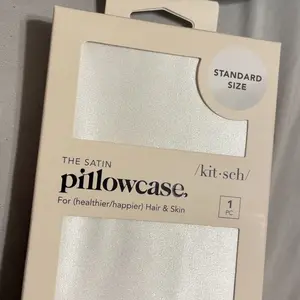 STANDARD
SIZE
THE SATIN
pillowcase,
/kit•sch/
For (healthier/happier) Hair & Skin
1
PC